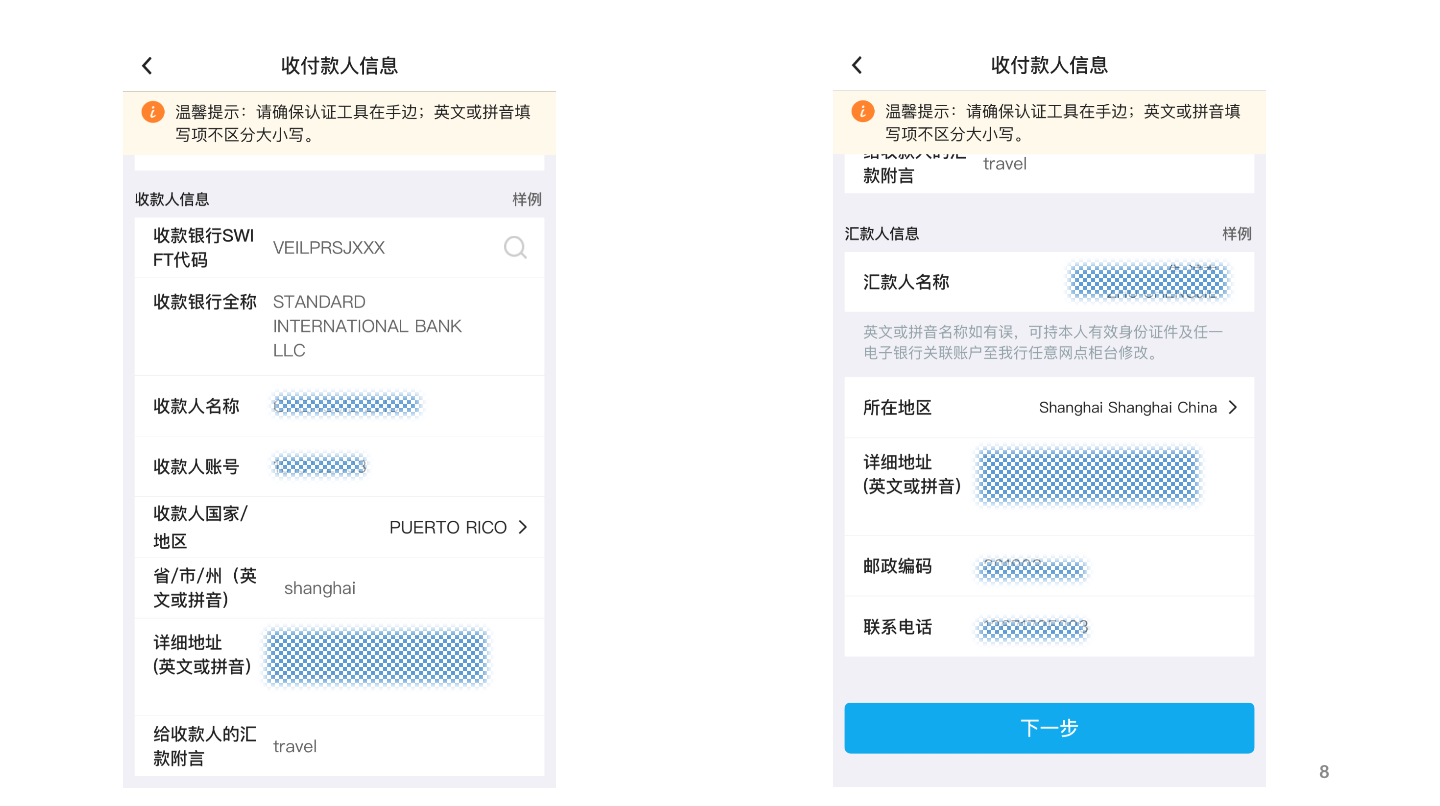 收付款人信息
温馨提示：请确保认证工具在手边；英文或拼音填
写项不区分大小写。
收款人信息
样例
收款银行SWI
FT代码
VEILPRSJXXX
收款银行全称
STANDARD
INTERNATIONAL BANK
LLC
收款人名称
收款人账号
收款人国家/
地区
PUERTO RICO
省/市/州（英
文或拼音）
shanghai
详细地址
(英文或拼音)
给收款人的汇
款附言
travel
收付款人信息
温馨提示：请确保认证工具在手边；英文或拼音填
写项不区分大小写。
给收款人的汇
款附言
travel
汇款人信息
样例
汇款人名称
英文或拼音名称如有误，可持本人有效身份证件及任一
电子银行关联账户至我行任意网点柜台修改。
所在地区
Shanghai Shanghai China
详细地址
(英文或拼音)
邮政编码
联系电话
下一步
8